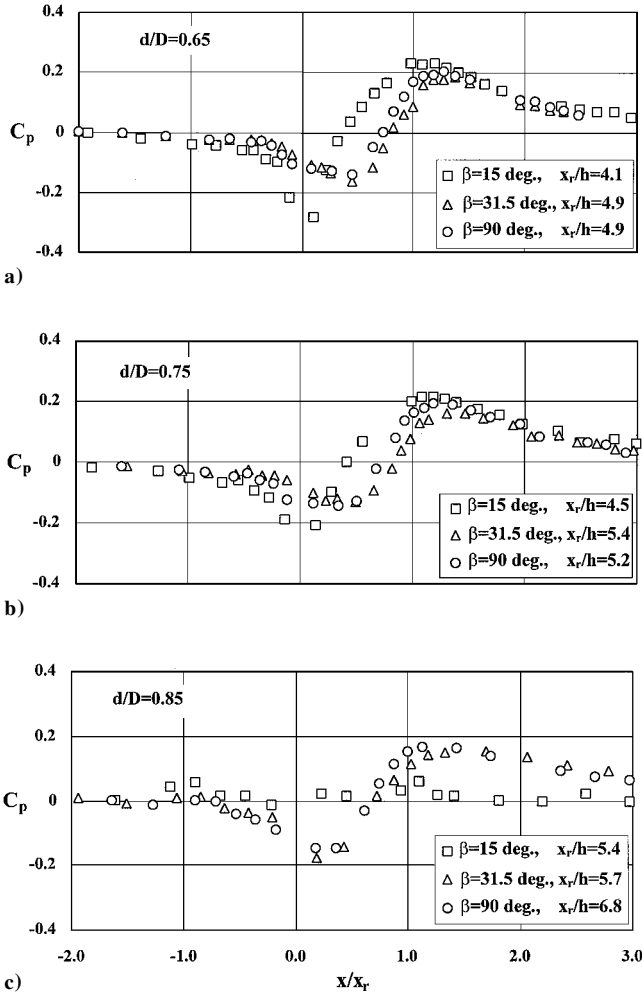 0.4
d/D=0.65
0.2
Cp
0
-0.2
β=15 deg., xr/h=4.1
β=31.5 deg., xr/h=4.9
β=90 deg., xr/h=4.9
-0.4
a)
0.4
d/D=0.75
0.2
Cp
0
-0.2
β=15 deg., xr/h=4.5
β=31.5 deg., xr/h=5.4
β=90 deg., xr/h=5.2
-0.4
b)
0.4
d/D=0.85
0.2
Cp
0
-0.2
β=15 deg., xr/h=5.4
β=31.5 deg., xr/h=5.7
β=90 deg., xr/h=6.8
-0.4
-2.0 -1.0 0.0 1.0 2.0 3.0
c) x/xr